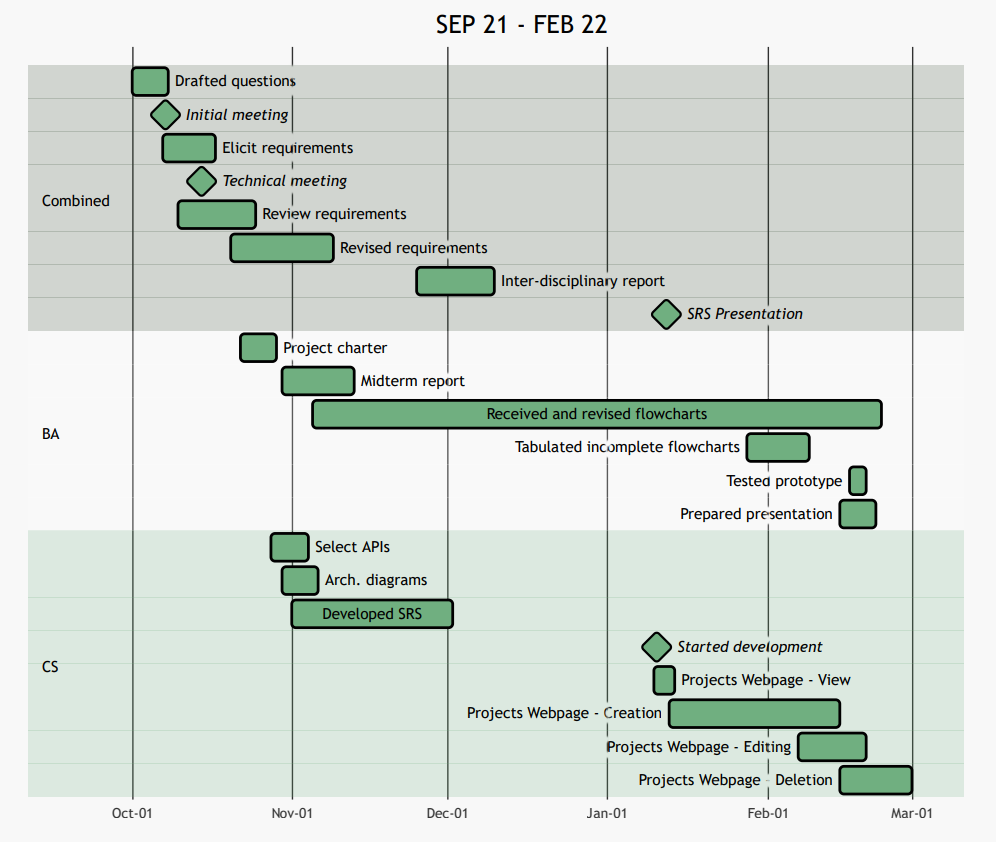 SEP 21 - FEB 22
Combined
Drafted questions
Initial meeting
Elicit requirements
Technical meeting
Review requirements
Revised requirements
Inter-disciplinary report
SRS Presentation
BA
Project charter
Midterm report
Received and revised flowcharts
Tabulated incomplete flowcharts
Tested prototype
Prepared presentation
CS
Select APIs
Arch. diagrams
Developed SRS
Started development
Projects Webpage - View
Projects Webpage - Creation
Projects Webpage - Editing
Projects Webpage - Deletion
Oct-01 Nov-01 Dec-01 Jan-01 Feb-01 Mar-01